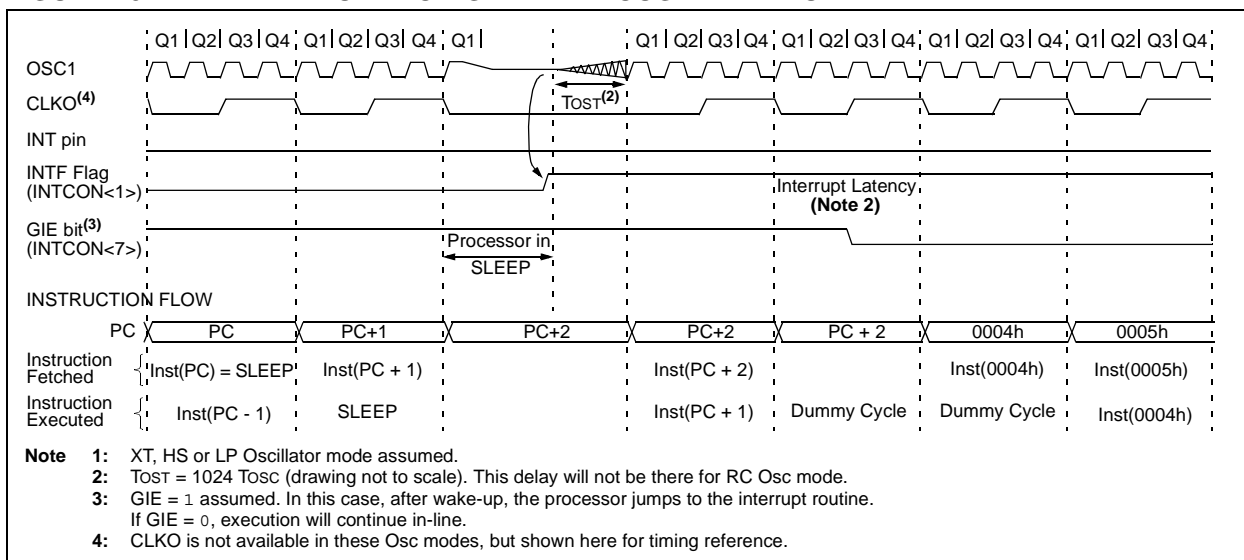 Q1 Q2 Q3 Q4 Q1 Q2 Q3 Q4 Q1 Q1 Q2 Q3 Q4 Q1 Q2 Q3 Q4 Q1 Q2 Q3 Q4 Q1 Q2 Q3 Q4
OSC1
CLKO(4)
TOST(2)
INT pin
INTF Flag
(INTCON<1>)
Interrupt Latency
(Note 2)
GIE bit(3)
(INTCON<7>)
Processor in
SLEEP
INSTRUCTION FLOW
PC PC PC+1 PC+2 PC+2 PC + 2 0004h 0005h
Instruction
Fetched
Inst(PC) = SLEEP Inst(PC + 1) Inst(PC + 2) Inst(0004h) Inst(0005h)
Instruction
Executed
Inst(PC - 1) SLEEP Inst(PC + 1) Dummy Cycle Dummy Cycle Inst(0004h)
Note 1: XT, HS or LP Oscillator mode assumed.
2: TOST = 1024 TOSC (drawing not to scale). This delay will not be there for RC Osc mode.
3: GIE = 1 assumed. In this case, after wake-up, the processor jumps to the interrupt routine.
If GIE = 0, execution will continue in-line.
4: CLKO is not available in these Osc modes, but shown here for timing reference.